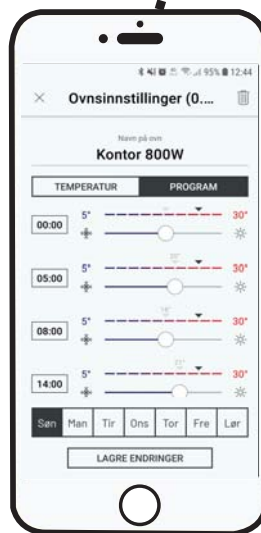 95% 12:44
Ovnsinnstillinger (0....
Navn på ovn
Kontor 800W
TEMPERATUR PROGRAM
00:00 5° 30°
05:00 5° 30°
08:00 5° 30°
14:00 5° 30°
Søn Man Tir Ons Tor Fre Lør
LAGRE ENDRINGER